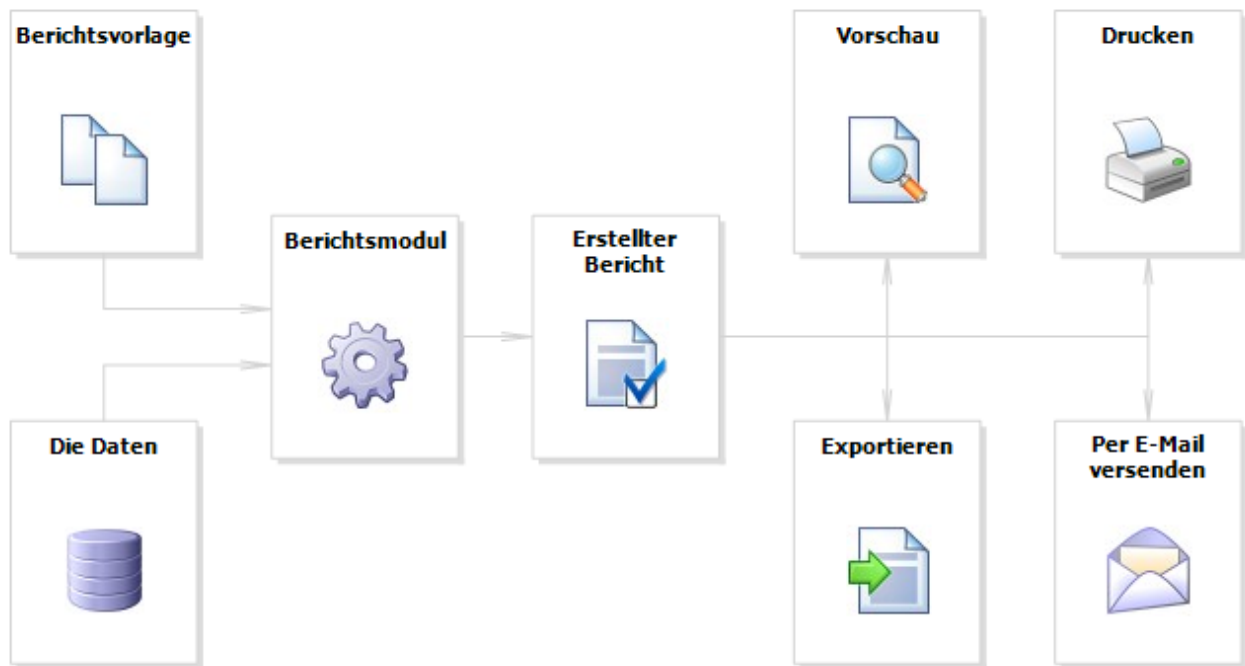 Berichtsvorlage
Vorschau
Drucken
Berichtsmodul
Erstellter
Bericht
Die Daten
Exportieren
Per E-Mail
versenden